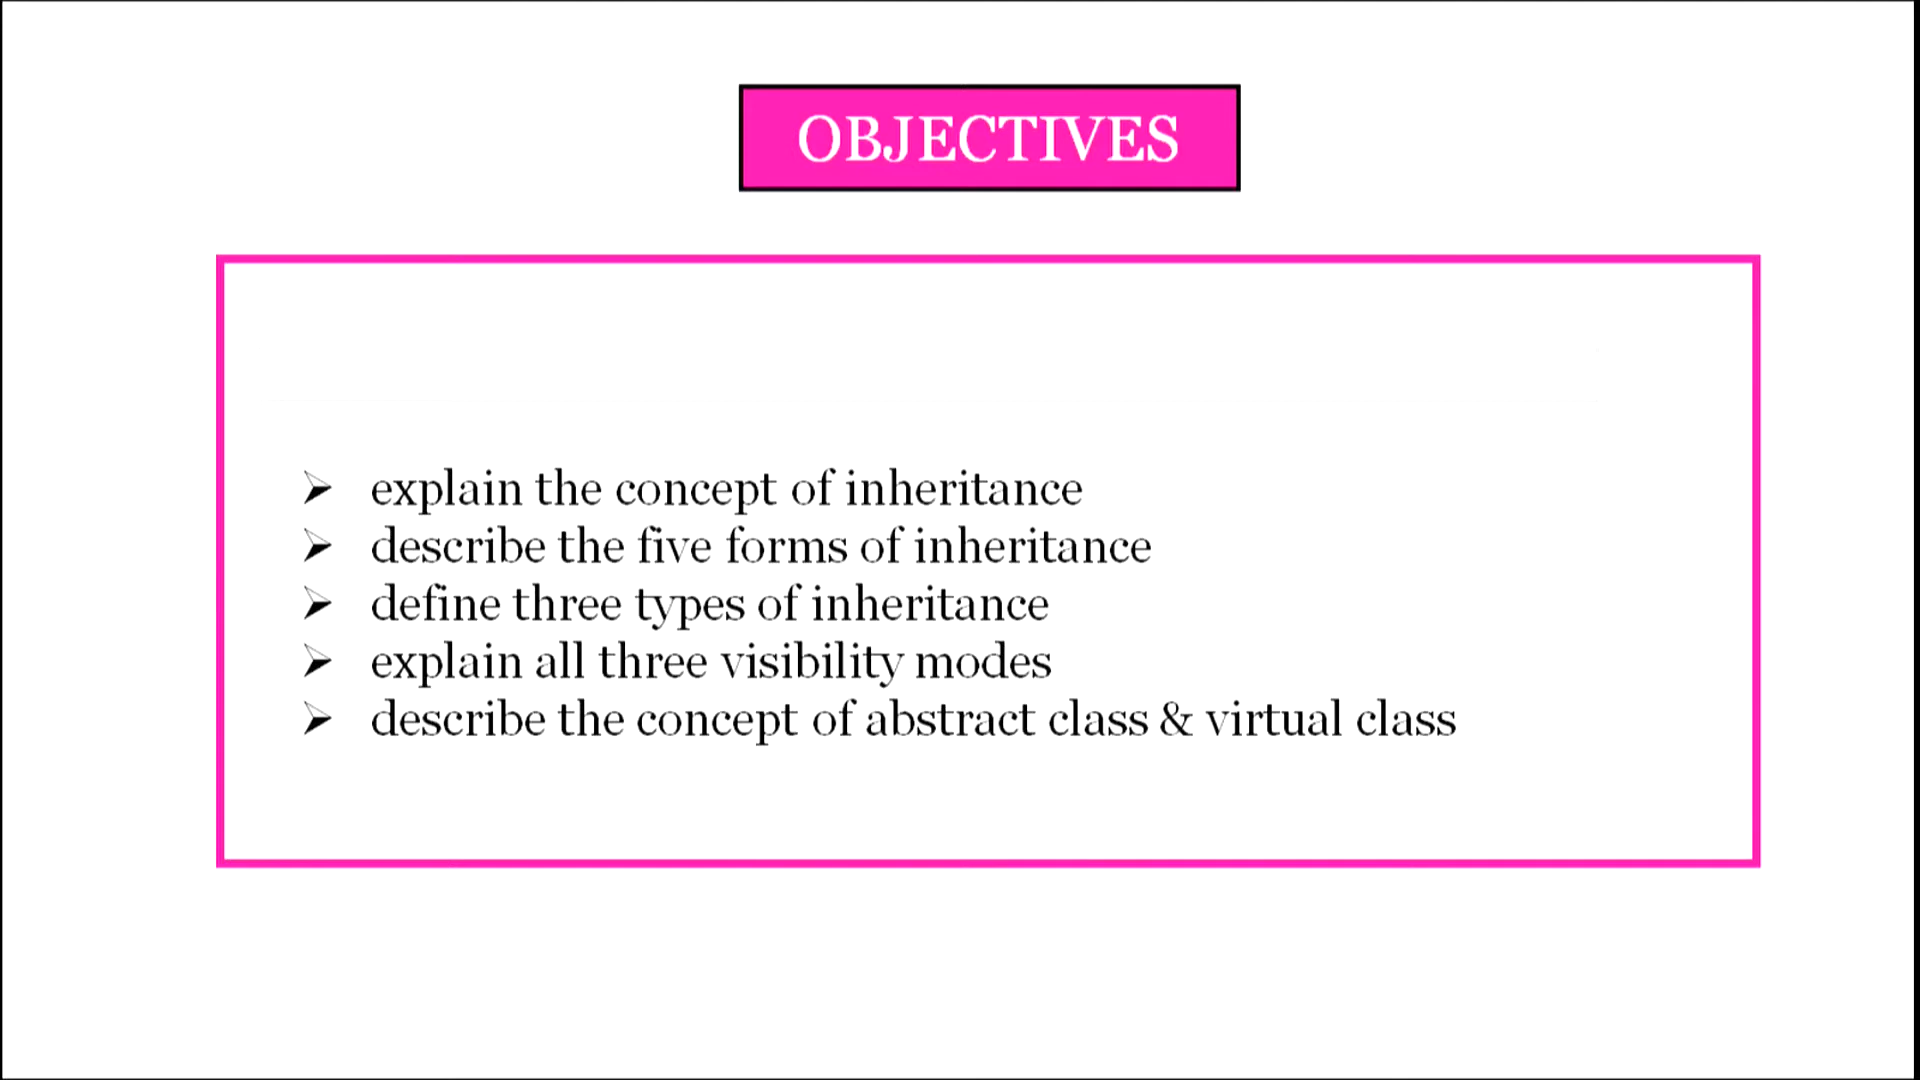 OBJECTIVES
➢ explain the concept of inheritance
➢ describe the five forms of inheritance
➢ define three types of inheritance
➢ explain all three visibility modes
➢ describe the concept of abstract class & virtual class